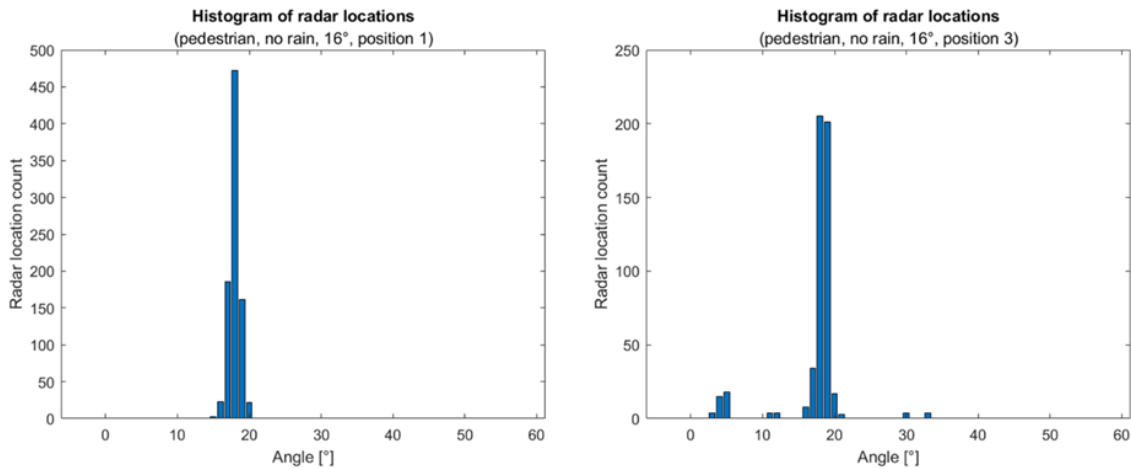 Histogram of radar locations
(pedestrian, no rain, 16°, position 1)
500
450
400
350
300
250
200
150
100
50
0
Radar location count
0 10 20 30 40 50 60
Angle [°]
Histogram of radar locations
(pedestrian, no rain, 16°, position 3)
250
200
150
100
50
0
Radar location count
0 10 20 30 40 50 60
Angle [°]